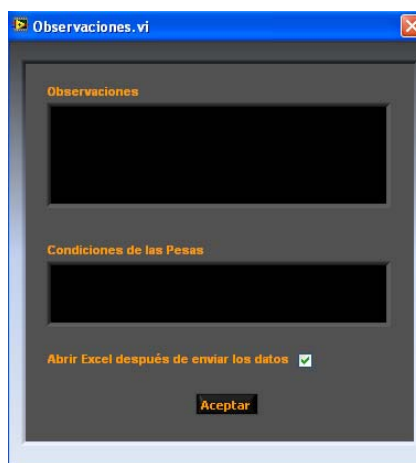 Observaciones.vi
Observaciones
Condiciones de las Pesas
Abrir Excel después de enviar los datos
Aceptar